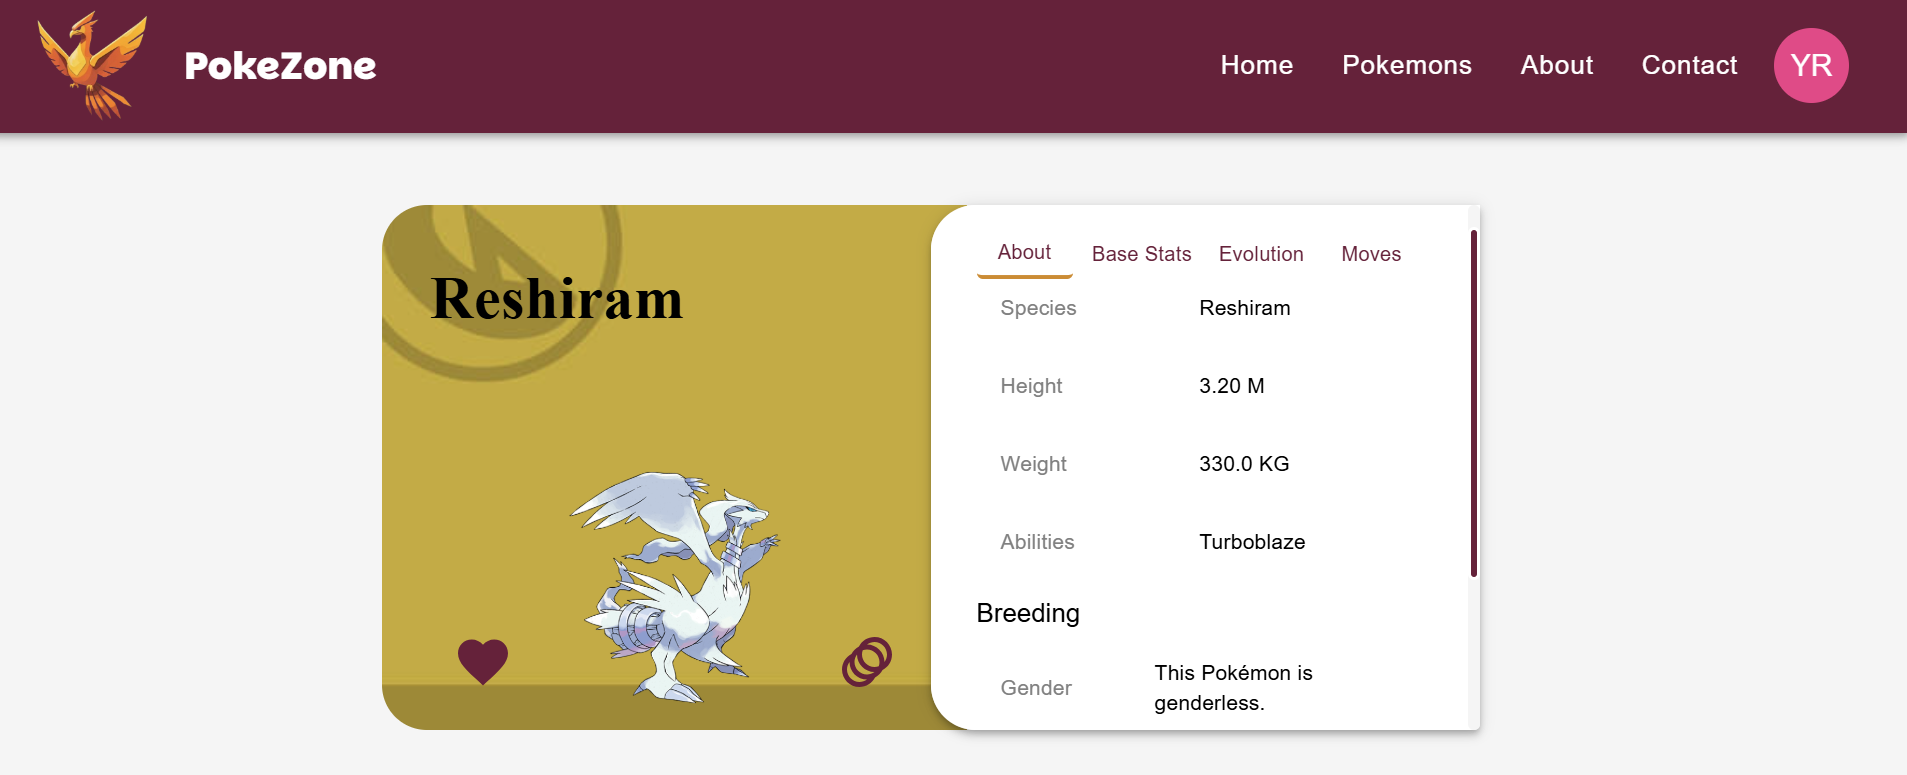 PokeZone
Home Pokemons About Contact YR
Reshiram
About Base Stats Evolution Moves
Species Reshiram
Height 3.20 M
Weight 330.0 KG
Abilities Turboblaze
Breeding
Gender This Pokémon is
genderless.